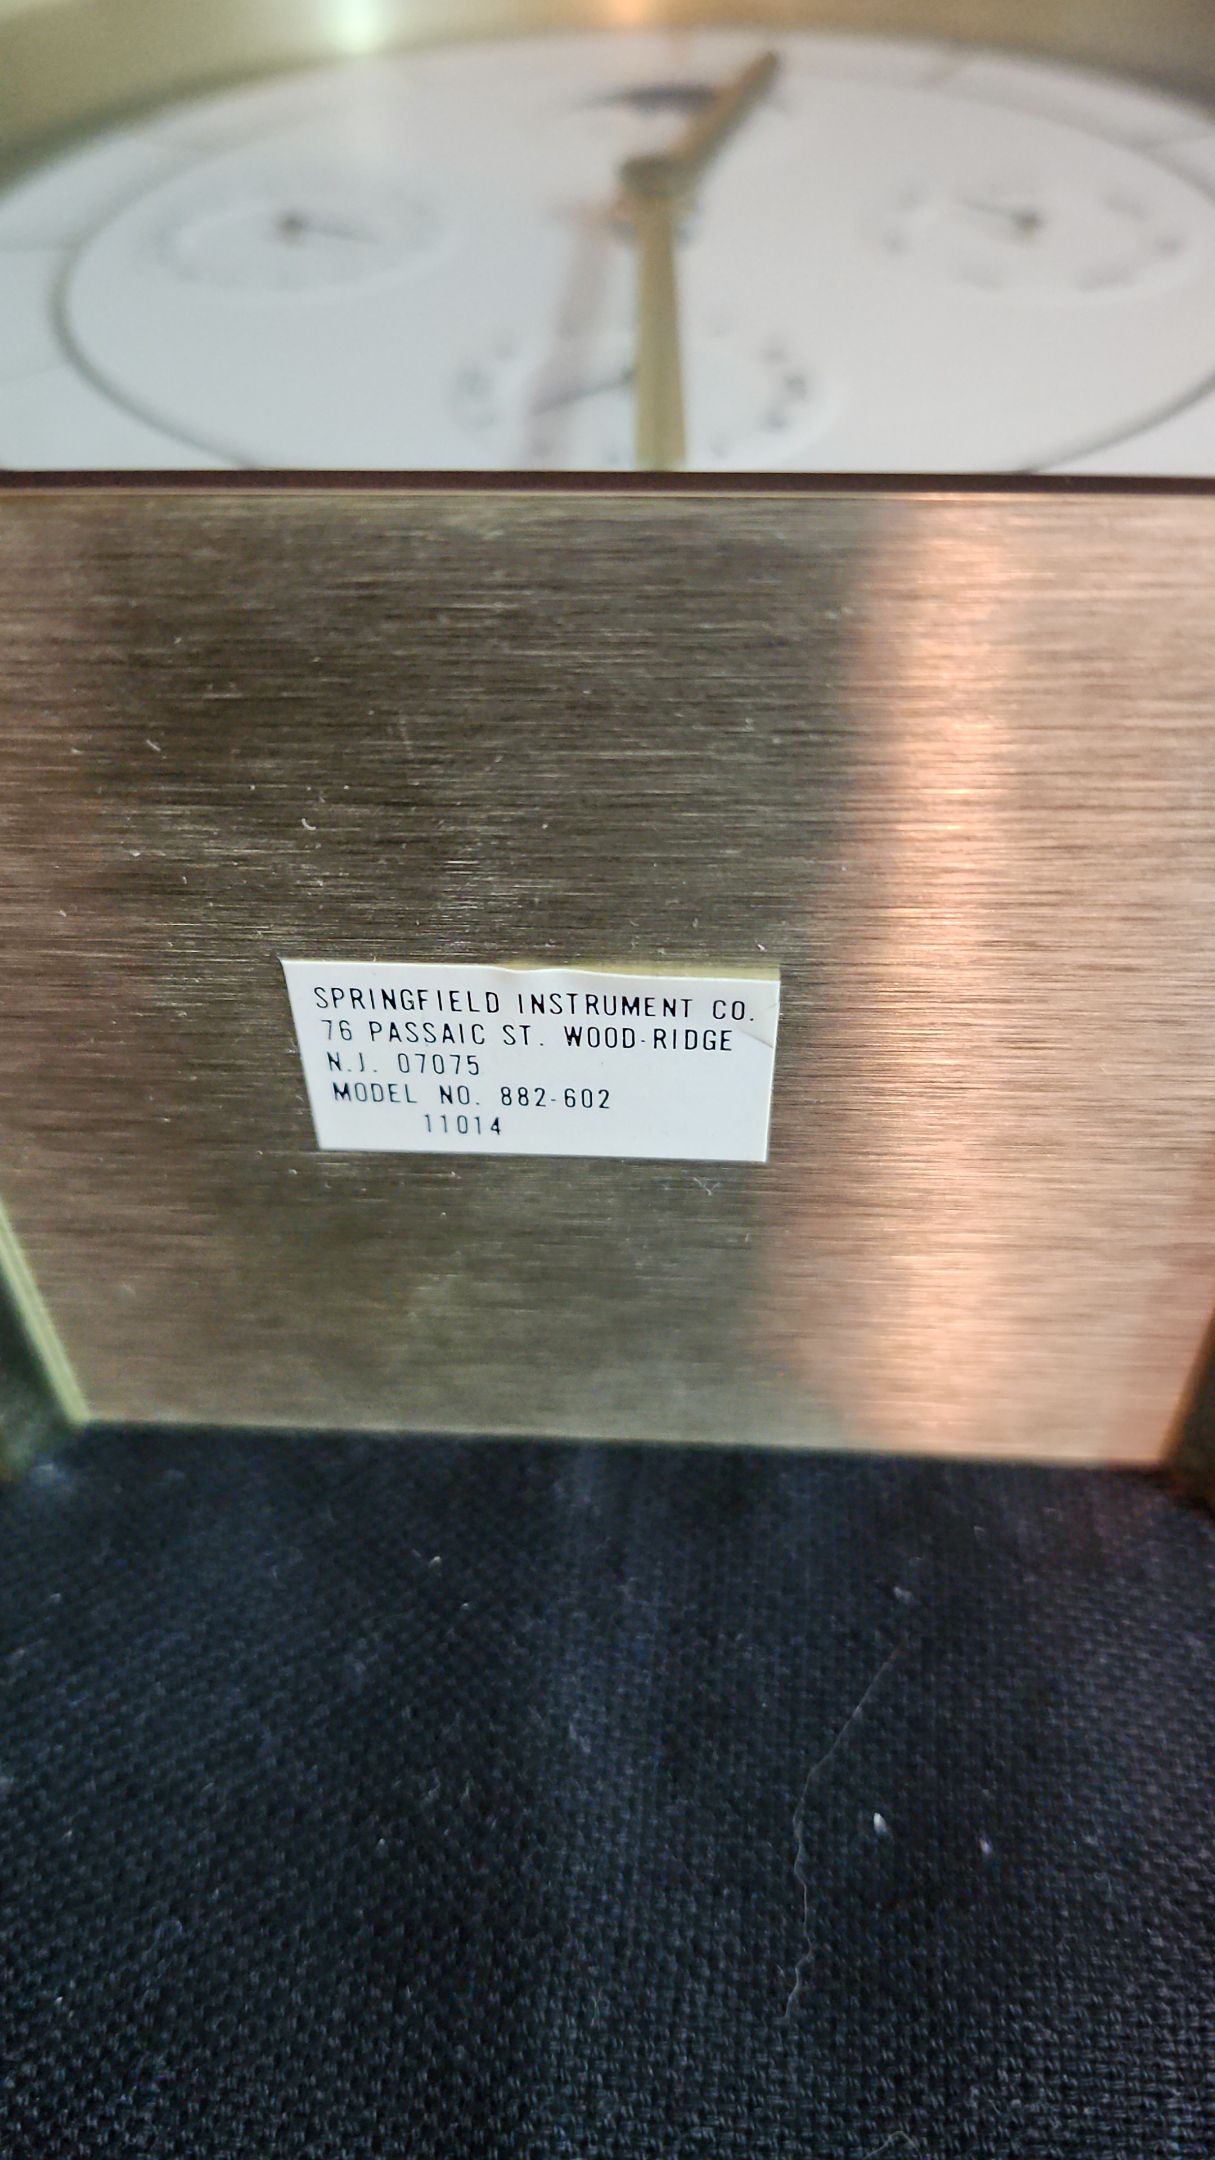 SPRINGFIELD INSTRUMENT CO.
76 PASSAIC ST. WOOD-RIDGE
N.J. 07075
MODEL NO. 882-602
11014